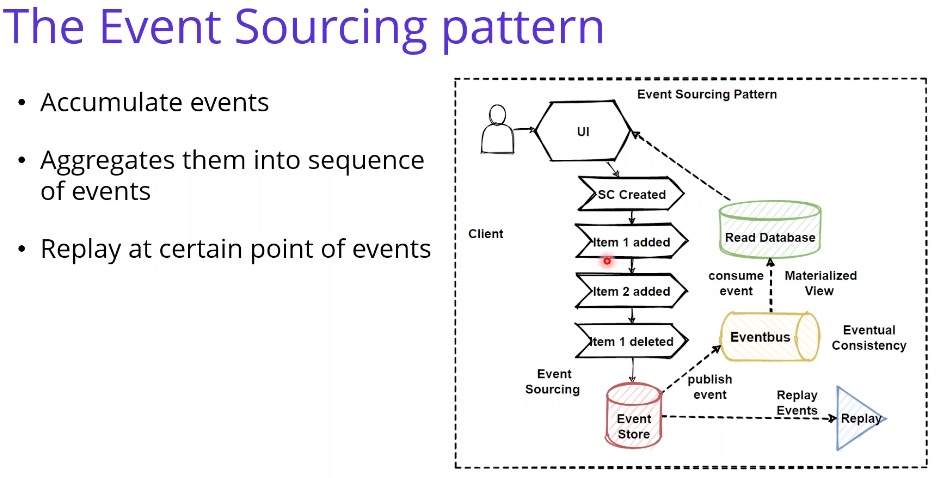 The Event Sourcing pattern
• Accumulate events
• Aggregates them into sequence
of events
• Replay at certain point of events
Event Sourcing Pattern
UI
SC Created
Client
Item 1 added
Item 2 added
Item 1 deleted
Event
Sourcing
Event
Store
publish
event
Eventbus
Eventual
Consistency
consume
event
Materialized
View
Read Database
Replay
Events
Replay